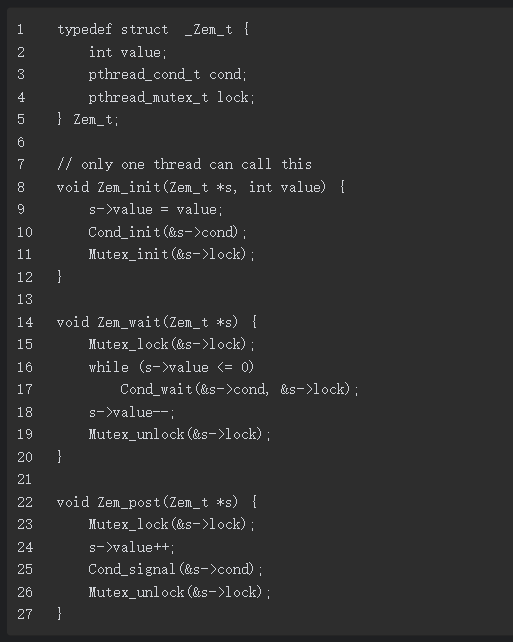 1 typedef struct _Zem_t {
2 int value;
3 pthread_cond_t cond;
4 pthread_mutex_t lock;
5 } Zem_t;
6
7 // only one thread can call this
8 void Zem_init(Zem_t *s, int value) {
9 s->value = value;
10 Cond_init(&s->cond);
11 Mutex_init(&s->lock);
12 }
13
14 void Zem_wait(Zem_t *s) {
15 Mutex_lock(&s->lock);
16 while (s->value <= 0)
17 Cond_wait(&s->cond, &s->lock);
18 s->value--;
19 Mutex_unlock(&s->lock);
20 }
21
22 void Zem_post(Zem_t *s) {
23 Mutex_lock(&s->lock);
24 s->value++;
25 Cond_signal(&s->cond);
26 Mutex_unlock(&s->lock);
27 }